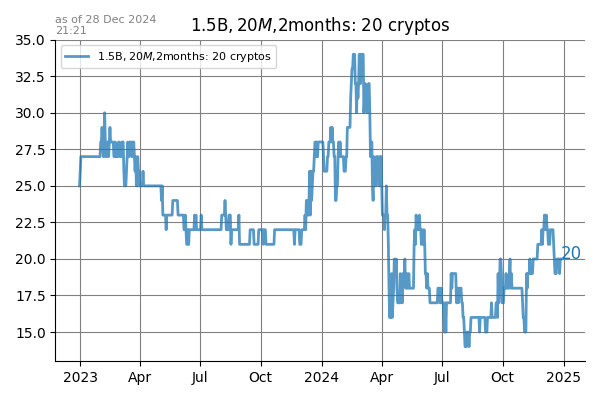 as of 28 Dec 2024
21:21
1.5B, 20M,2months: 20 cryptos
1.5B, 20M,2months: 20 cryptos
35.0
32.5
30.0
27.5
25.0
22.5
20.0
17.5
15.0
20
2023 Apr Jul Oct 2024 Apr Jul Oct 2025